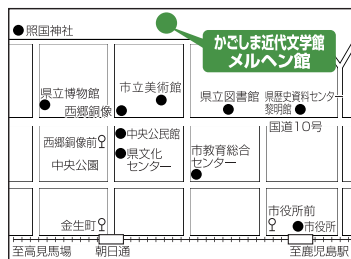 照国神社
かごしま近代文学館
メルヘン館
県立博物館
市立美術館
西郷銅像
県立図書館
県歴史資料センター
黎明館
国道10号
西郷銅像前
中央公民館
県文化
センター
中央公園
市教育総合
センター
金生町
市役所前
市役所
至高見馬場
朝日通
至鹿児島駅